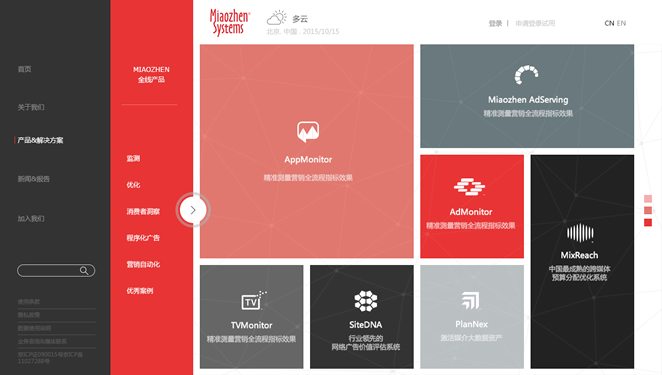 首页
关于我们
产品&解决方案
新闻&报告
加入我们
MIAOZHEN
全线产品
监测
优化
消费者洞察
程序化广告
营销自动化
优秀案例
Miaozhen
Systems
多云
北京, 中国 , 2015/10/15
登录 | 申请登录试用
CN EN
AppMonitor
精准测量营销全流程指标效果
Miaozhen AdServing
精准测量营销全流程指标效果
AdMonitor
精准测量营销全流程指标效果
MixReach
中国最成熟的跨媒体
预算分配优化系统
TV
TVMonitor
精准测量营销全流程指标效果
SiteDNA
行业领先的
网络广告价值评估系统
PlanNex
激活媒介大数据资产
使用条款
隐私政策